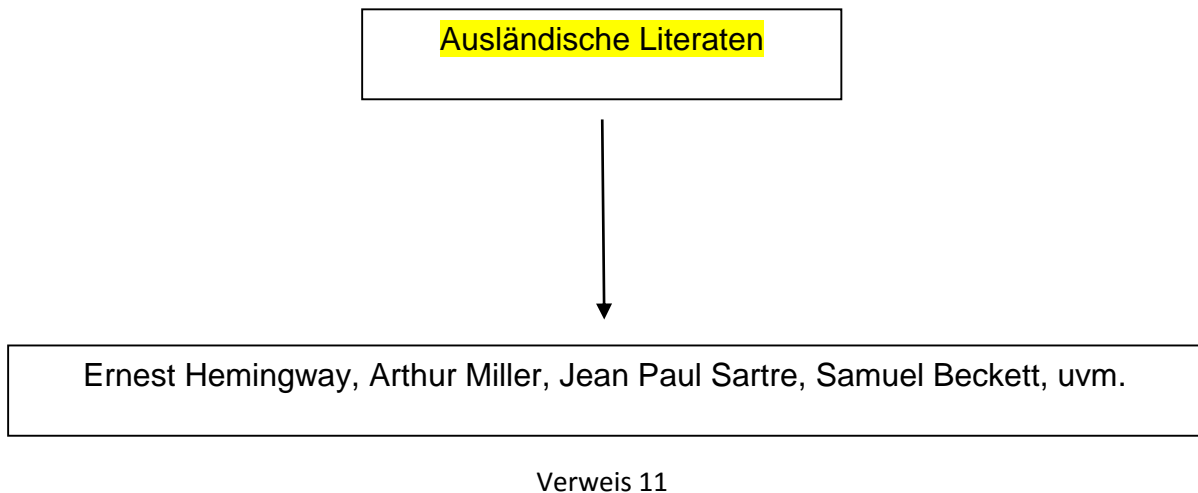 Ausländische Literaten
Ernest Hemingway, Arthur Miller, Jean Paul Sartre, Samuel Beckett, uvm.
Verweis 11